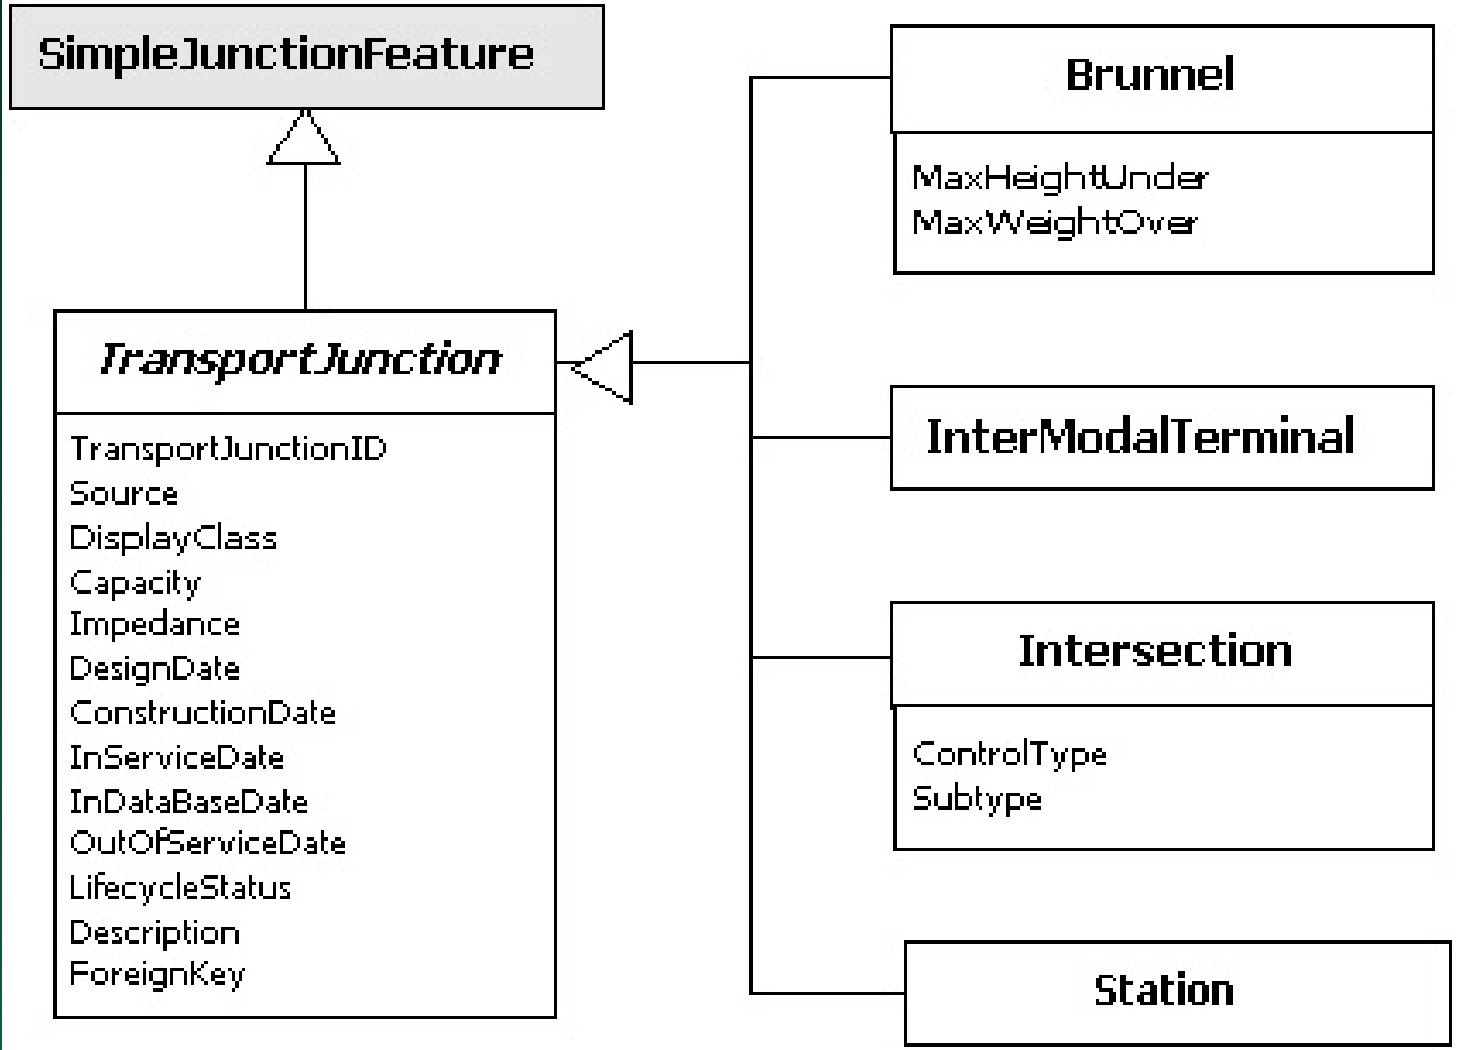 SimpleJunctionFeature
TransportJunction
TransportJunctionID
Source
DisplayClass
Capacity
Impedance
DesignDate
ConstructionDate
InServiceDate
InDataBaseDate
OutOfServiceDate
LifecycleStatus
Description
ForeignKey
Brunnel
MaxHeightUnder
MaxWeightOver
InterModalTerminal
Intersection
ControlType
Subtype
Station